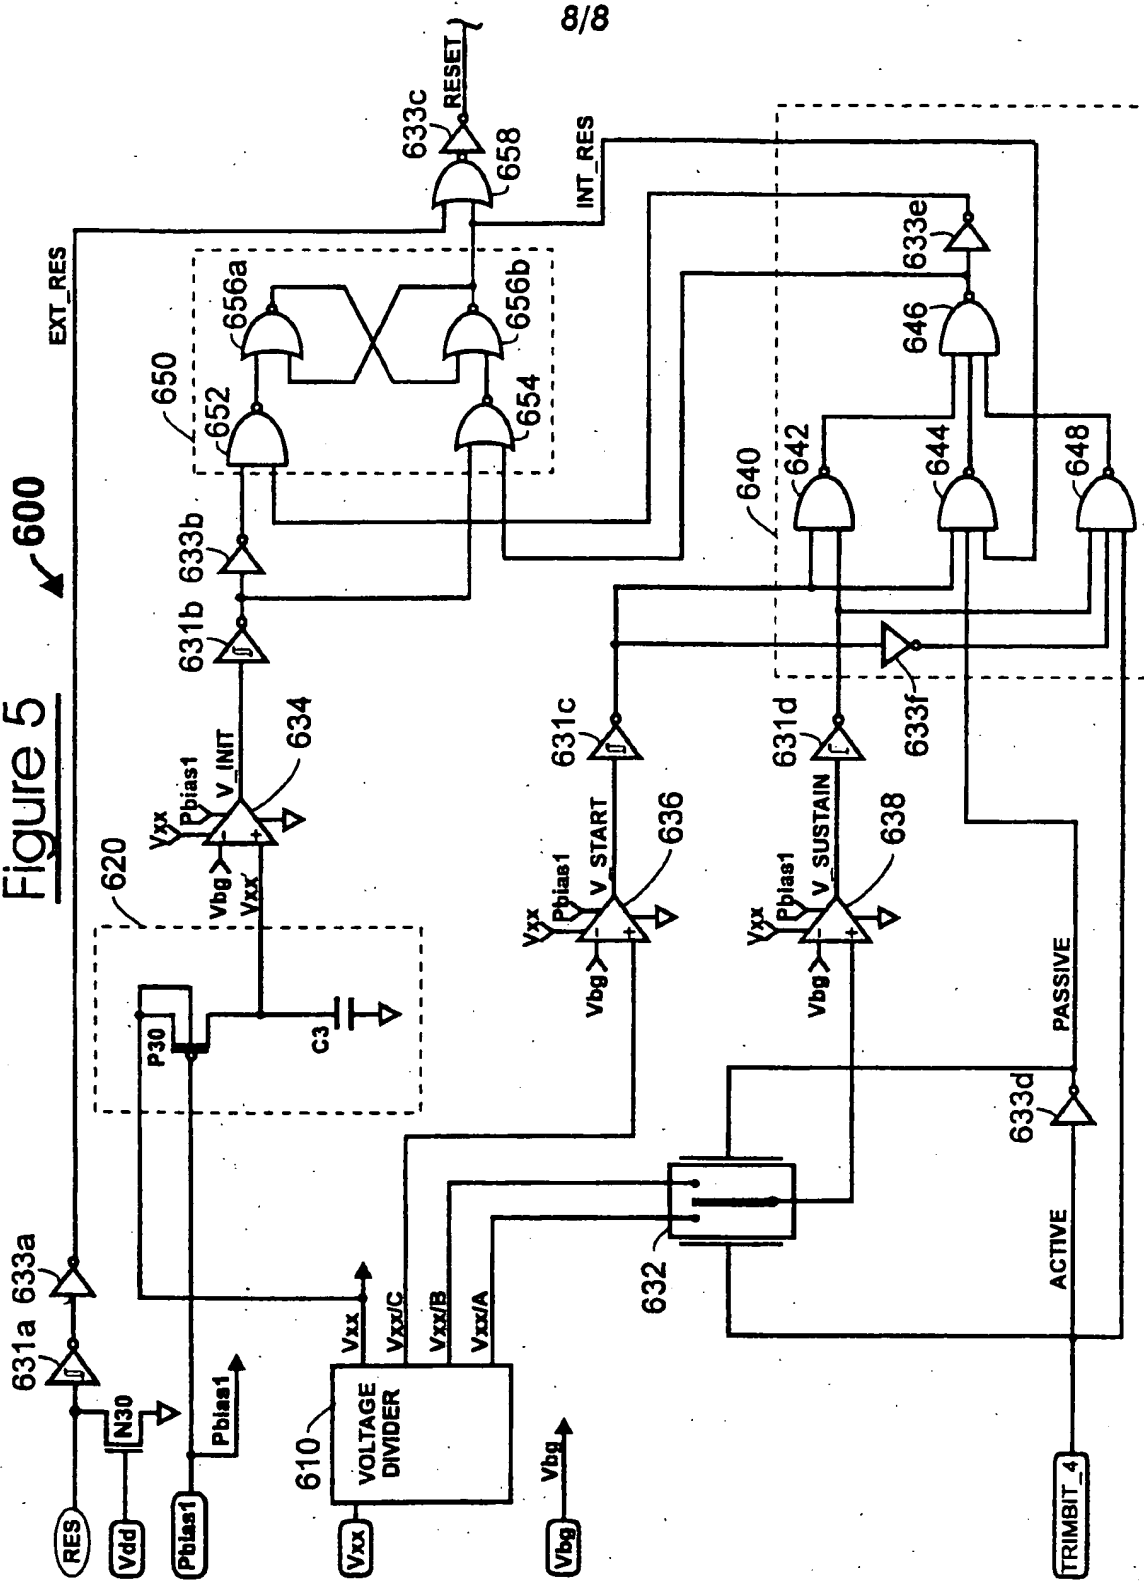 8/8
Figure 5
600
RES
Vdd
N30
631a
633a
EXT_RES
Pbias1
Pbias1
620
P30
C3
Vbg
Vxx
Vxx
Pbias1
V_INIT
634
631b
633b
650
652
656a
654
656b
633c
RESET
658
INT_RES
Vxx
610
VOLTAGE
DIVIDER
Vxx
Vxx/C
Vxx/B
Vxx/A
Vbg
Vbg
632
Vbg
Vxx
Pbias1
V_START
636
631c
Vbg
Vxx
Pbias1
V_SUSTAIN
638
631d
633f
640
642
644
648
646
633e
TRIMBIT_4
ACTIVE
633d
PASSIVE